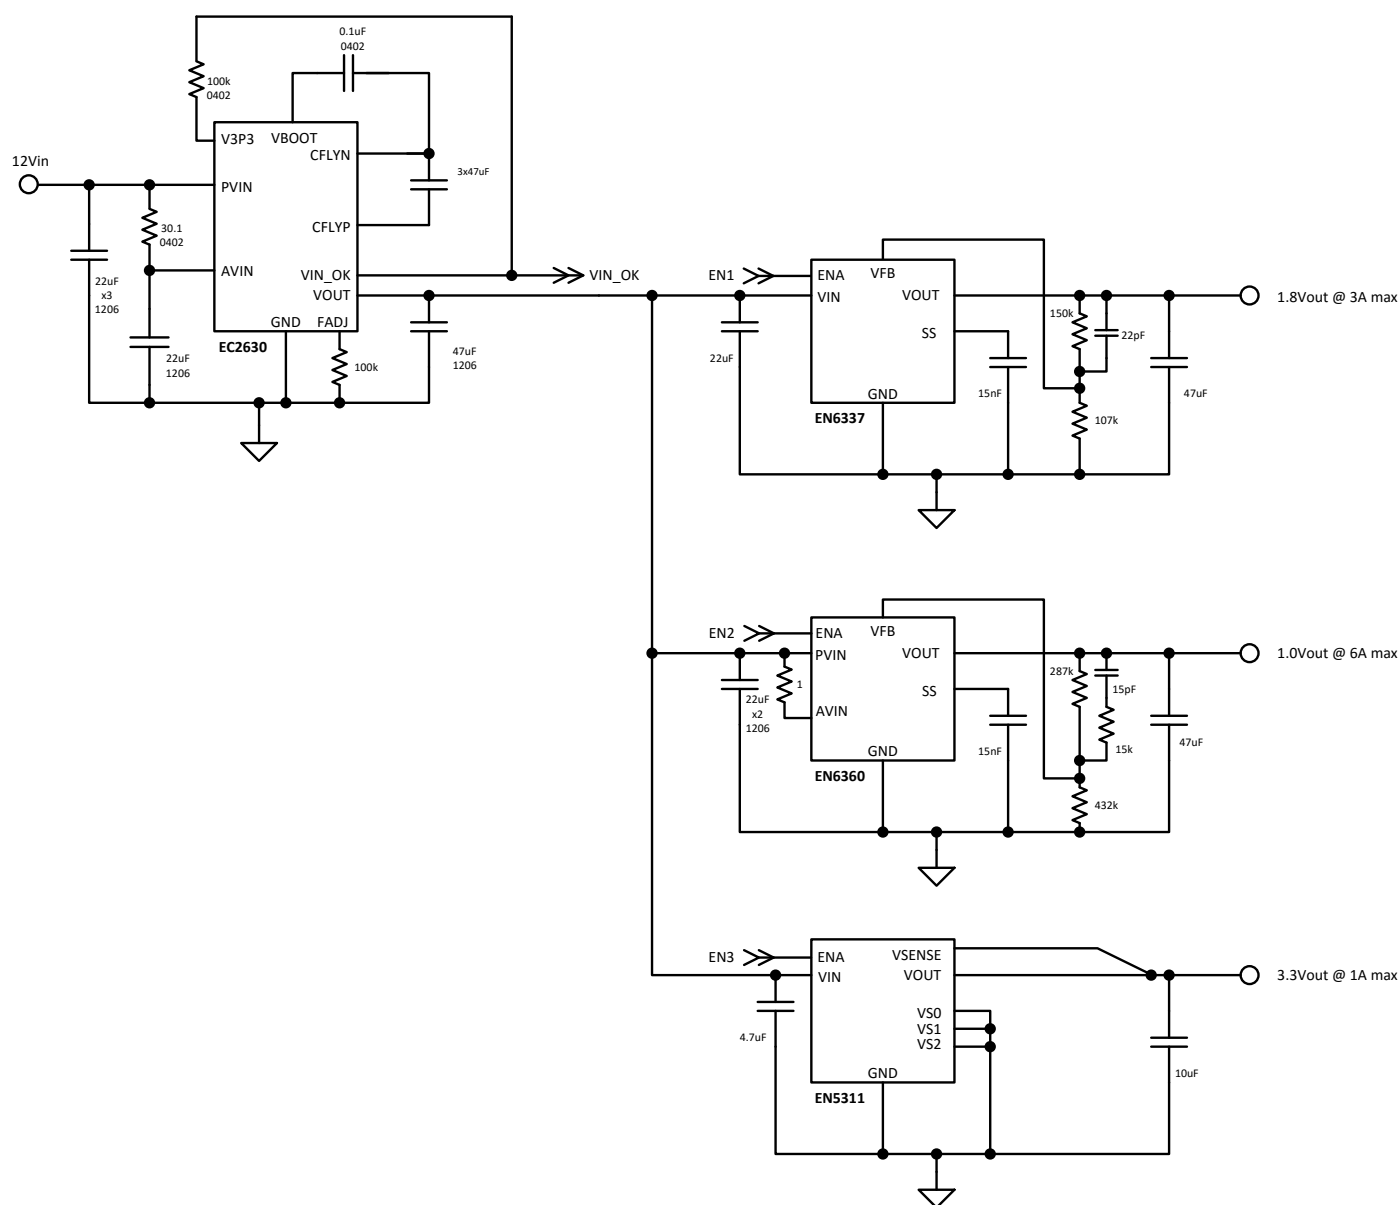 0.1uF
0402
100k
0402
V3P3
VBOOT
CFLYN
12Vin
PVIN
3x47uF
30.1
0402
CFLYP
AVIN
VIN_OK
VIN_OK
VOUT
22uF
x3
1206
GND
FADJ
EC2630
22uF
1206
100k
47uF
1206
EN1
ENA
VFB
VIN
VOUT
1.8Vout @ 3A max
150k
22pF
SS
22uF
GND
15nF
47uF
EN6337
107k
EN2
ENA
VFB
PVIN
VOUT
1.0Vout @ 6A max
287k
15pF
1
SS
22uF
x2
1206
AVIN
GND
15nF
15k
47uF
EN6360
432k
EN3
ENA
VSENSE
VIN
VOUT
3.3Vout @ 1A max
VS0
VS1
VS2
4.7uF
GND
10uF
EN5311